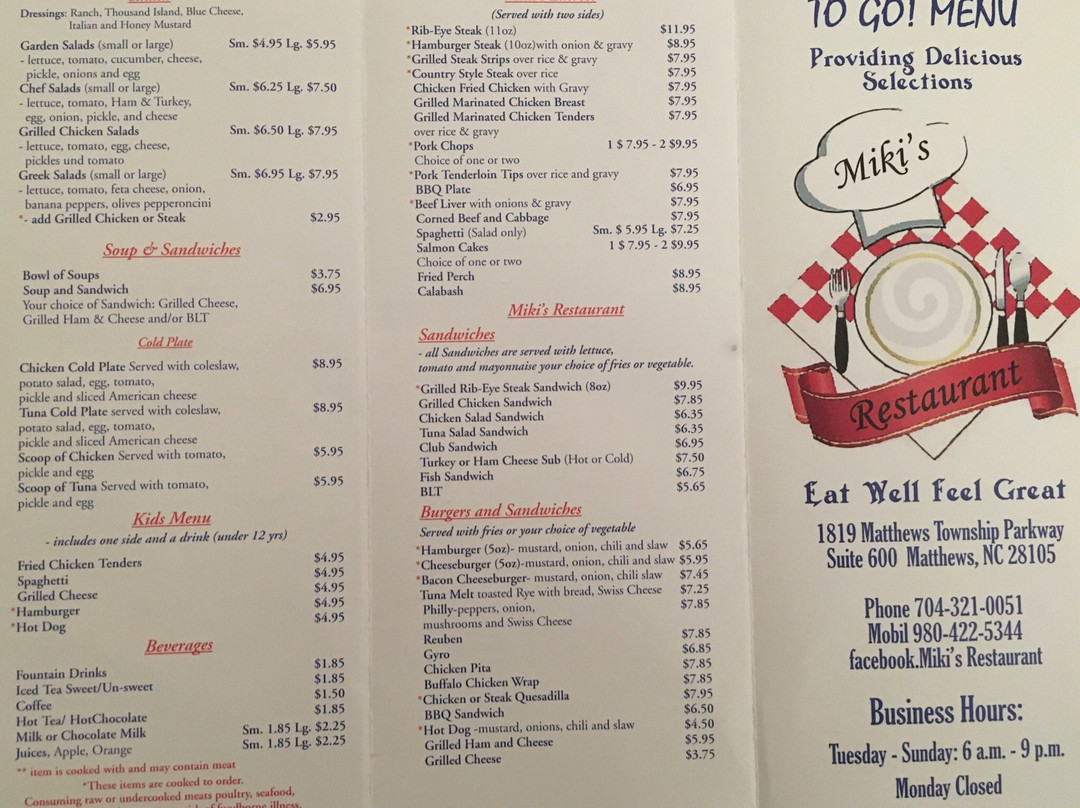 Dressings: Ranch, Thousand Island, Blue Cheese,
Italian and Honey Mustard
Garden Salads (small or large) Sm. $4.95 Lg. $5.95
- lettuce, tomato, cucumber, cheese,
pickle, onions and egg
Chef Salads (small or large) Sm. $6.25 Lg. $7.50
- lettuce, tomato, Ham & Turkey,
egg, onion, pickle, and cheese
Grilled Chicken Salads Sm. $6.50 Lg. $7.95
- lettuce, tomato, egg, cheese,
pickles und tomato
Greek Salads (small or large) Sm. $6.95 Lg. $7.95
- lettuce, tomato, feta cheese, onion,
banana peppers, olives pepperoncini
*- add Grilled Chicken or Steak $2.95
Soup & Sandwiches
Bowl of Soups $3.75
Soup and Sandwich $6.95
Your choice of Sandwich: Grilled Cheese,
Grilled Ham & Cheese and/or BLT
Cold Plate
Chicken Cold Plate Served with coleslaw, $8.95
potato salad, egg, tomato,
pickle and sliced American cheese
Tuna Cold Plate served with coleslaw, $8.95
potato salad, egg, tomato,
pickle and sliced American cheese
Scoop of Chicken Served with tomato, $5.95
pickle and egg
Scoop of Tuna Served with tomato, $5.95
pickle and egg
Kids Menu
- includes one side and a drink (under 12 yrs)
Fried Chicken Tenders $4.95
Spaghetti $4.95
Grilled Cheese $4.95
*Hamburger $4.95
*Hot Dog $4.95
Beverages
Fountain Drinks $1.85
Iced Tea Sweet/Un-sweet $1.85
Coffee $1.50
Hot Tea/ HotChocolate $1.85
Milk or Chocolate Milk Sm. 1.85 Lg. $2.25
Juices, Apple, Orange Sm. 1.85 Lg. $2.25
** item is cooked with and may contain meat
*These items are cooked to order.
Consuming raw or undercooked meats poultry, seafood,
of foodborne illness.
(Served with two sides)
*Rib-Eye Steak (11oz) $11.95
*Hamburger Steak (10oz)with onion & gravy $8.95
*Grilled Steak Strips over rice & gravy $7.95
*Country Style Steak over rice $7.95
Chicken Fried Chicken with Gravy $7.95
Grilled Marinated Chicken Breast $7.95
Grilled Marinated Chicken Tenders $7.95
over rice & gravy
*Pork Chops 1 $ 7.95 - 2 $9.95
Choice of one or two
*Pork Tenderloin Tips over rice and gravy $7.95
BBQ Plate $6.95
*Beef Liver with onions & gravy $7.95
Corned Beef and Cabbage $7.95
Spaghetti (Salad only) Sm. $ 5.95 Lg. $7.25
Salmon Cakes 1 $ 7.95 - 2 $9.95
Choice of one or two
Fried Perch $8.95
Calabash $8.95
Miki's Restaurant
Sandwiches
- all Sandwiches are served with lettuce,
tomato and mayonnaise your choice of fries or vegetable.
*Grilled Rib-Eye Steak Sandwich (8oz) $9.95
Grilled Chicken Sandwich $7.85
Chicken Salad Sandwich $6.35
Tuna Salad Sandwich $6.35
Club Sandwich $6.95
Turkey or Ham Cheese Sub (Hot or Cold) $7.50
Fish Sandwich $6.75
BLT $5.65
Burgers and Sandwiches
Served with fries or your choice of vegetable
*Hamburger (5oz)- mustard, onion, chili and slaw $5.65
*Cheeseburger (5oz)-mustard, onion, chili and slaw $5.95
*Bacon Cheeseburger- mustard, onion, chili slaw $7.45
Tuna Melt toasted Rye with bread, Swiss Cheese $7.25
Philly-peppers, onion, $7.85
mushrooms and Swiss Cheese
Reuben $7.85
Gyro $6.85
Chicken Pita $7.85
Buffalo Chicken Wrap $7.85
*Chicken or Steak Quesadilla $7.95
BBQ Sandwich $6.50
*Hot Dog -mustard, onions, chili and slaw $4.50
Grilled Ham and Cheese $5.95
Grilled Cheese $3.75
TO GO! MENU
Providing Delicious
Selections
Miki's
Restaurant
Eat Well Feel Great
1819 Matthews Township Parkway
Suite 600 Matthews, NC 28105
Phone 704-321-0051
Mobil 980-422-5344
facebook.Miki's Restaurant
Business Hours:
Tuesday - Sunday: 6 a.m. - 9 p.m.
Monday Closed